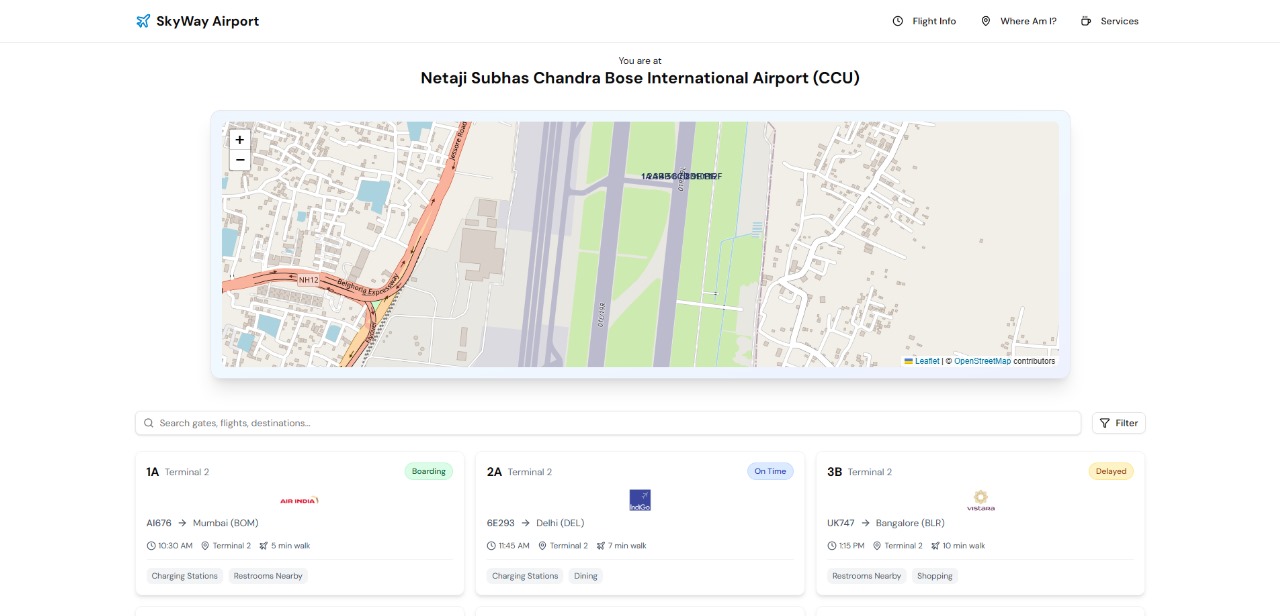 SkyWay Airport
Flight Info
Where Am I?
Services
You are at
Netaji Subhas Chandra Bose International Airport (CCU)
+
−
Jessore Road
NH12
Belghoria Expressway
01L/19R
Leaflet | © OpenStreetMap contributors
Search gates, flights, destinations...
Filter
1A Terminal 2 Boarding
AIR INDIA
AI676 → Mumbai (BOM)
10:30 AM Terminal 2 5 min walk
Charging Stations Restrooms Nearby
2A Terminal 2 On Time
IndiGo
6E293 → Delhi (DEL)
11:45 AM Terminal 2 7 min walk
Charging Stations Dining
3B Terminal 2 Delayed
VISTARA
UK747 → Bangalore (BLR)
1:15 PM Terminal 2 10 min walk
Restrooms Nearby Shopping